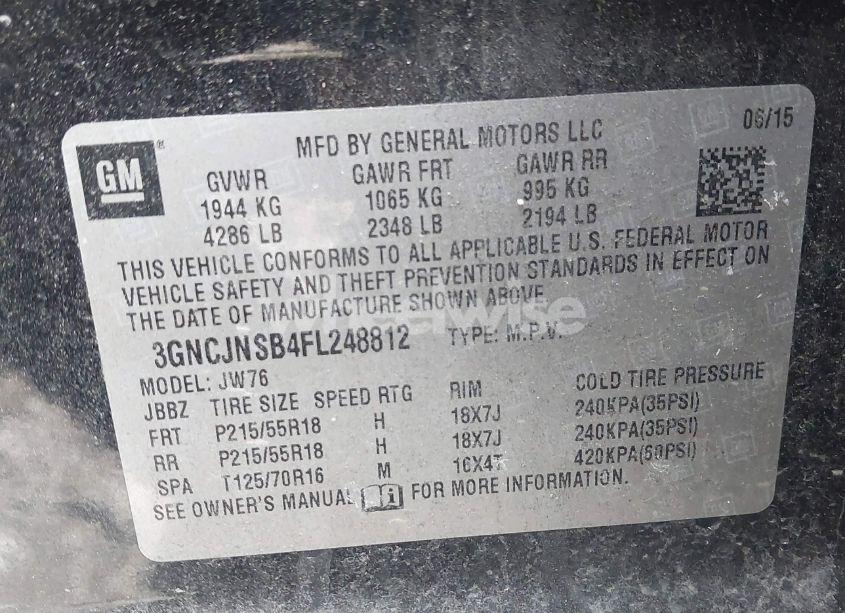 GM
MFD BY GENERAL MOTORS LLC 06/15
GVWR GAWR FRT GAWR RR
1944 KG 1065 KG 995 KG
4286 LB 2348 LB 2194 LB
THIS VEHICLE CONFORMS TO ALL APPLICABLE U.S. FEDERAL MOTOR
VEHICLE SAFETY AND THEFT PREVENTION STANDARDS IN EFFECT ON
THE DATE OF MANUFACTURE SHOWN ABOVE.
3GNCJNSB4FL248812 TYPE: M.P.V.
MODEL: JW76
JBBZ TIRE SIZE SPEED RTG RIM COLD TIRE PRESSURE
FRT P215/55R18 H 18X7J 240KPA(35PSI)
RR P215/55R18 H 18X7J 240KPA(35PSI)
SPA T125/70R16 M 16X4T 420KPA(60PSI)
SEE OWNER'S MANUAL FOR MORE INFORMATION.